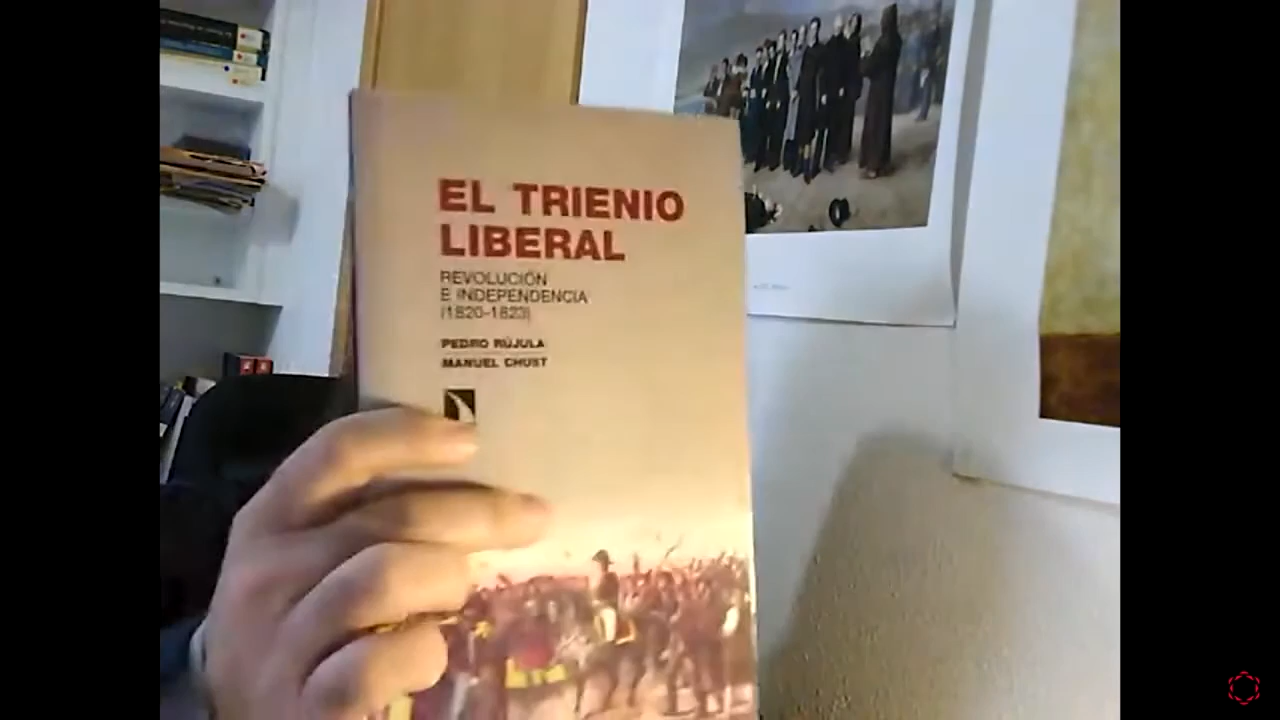 EL TRIENIO
LIBERAL
REVOLUCIÓN
E INDEPENDENCIA
(1820-1823)
PEDRO RÚJULA
MANUEL CHUST